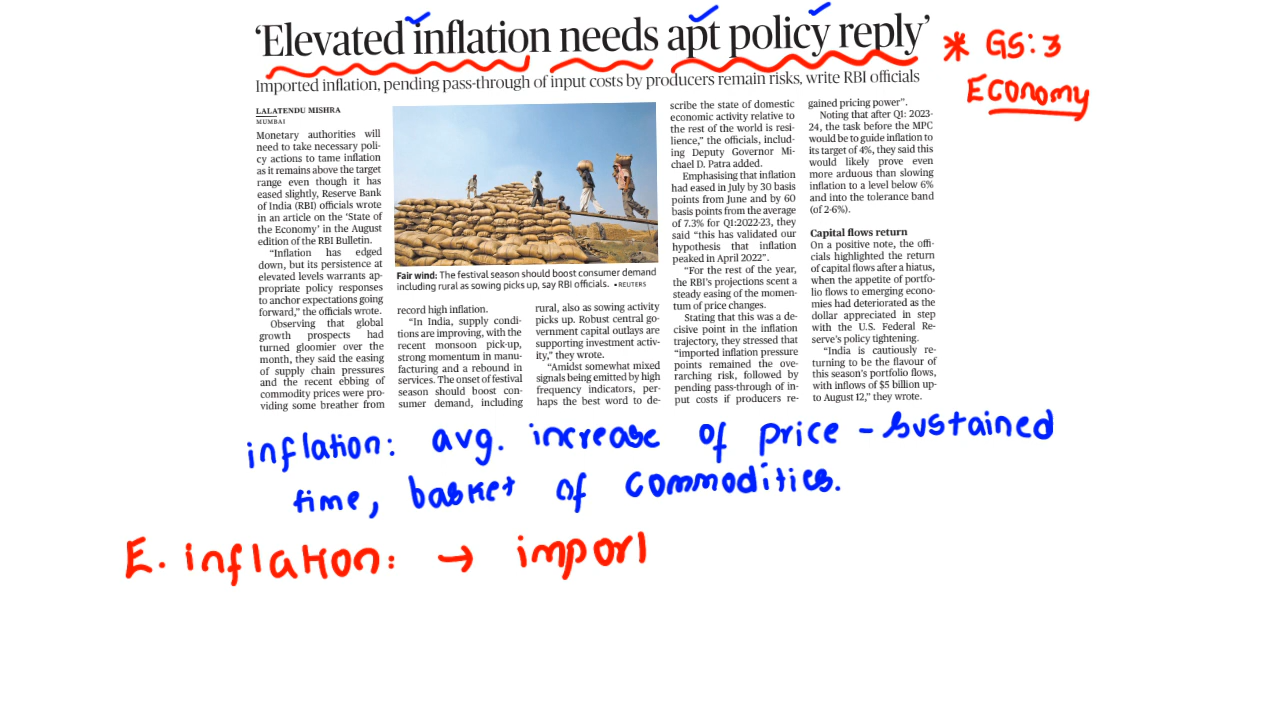 'Elevated inflation needs apt policy reply'
* GS:3
Economy
Imported inflation, pending pass-through of input costs by producers remain risks, write RBI officials
LALATENDU MISHRA
MUMBAI
Monetary authorities will
need to take necessary poli-
cy actions to tame inflation
as it remains above the target
range even though it has
eased slightly, Reserve Bank
of India (RBI) officials wrote
in an article on the 'State of
the Economy' in the August
edition of the RBI Bulletin.
"Inflation has edged
down, but its persistence at
elevated levels warrants ap-
propriate policy responses
to anchor expectations going
forward," the officials wrote.
Observing that global
growth prospects had
turned gloomier over the
month, they said the easing
of supply chain pressures
and the recent ebbing of
commodity prices were pro-
viding some breather from
Fair wind: The festival season should boost consumer demand
including rural as sowing picks up, say RBI officials. • REUTERS
record high inflation.
"In India, supply condi-
tions are improving, with the
recent monsoon pick-up,
strong momentum in manu-
facturing and a rebound in
services. The onset of festival
season should boost con-
sumer demand, including
rural, also as sowing activity
picks up. Robust central go-
vernment capital outlays are
supporting investment activ-
ity," they wrote.
"Amidst somewhat mixed
signals being emitted by high
frequency indicators, per-
haps the best word to de-
scribe the state of domestic
economic activity relative to
the rest of the world is resi-
lience," the officials, includ-
ing Deputy Governor Mi-
chael D. Patra added.
Emphasising that inflation
had eased in July by 30 basis
points from June and by 60
basis points from the average
of 7.3% for Q1:2022-23, they
said "this has validated our
hypothesis that inflation
peaked in April 2022".
"For the rest of the year,
the RBI's projections scent a
steady easing of the momen-
tum of price changes.
Stating that this was a de-
cisive point in the inflation
trajectory, they stressed that
"imported inflation pressure
points remained the ove-
rarching risk, followed by
pending pass-through of in-
put costs if producers re-
gained pricing power".
Noting that after Q1: 2023-
24, the task before the MPC
would be to guide inflation to
its target of 4%, they said this
would likely prove even
more arduous than slowing
inflation to a level below 6%
and into the tolerance band
(of 2-6%).
Capital flows return
On a positive note, the offi-
cials highlighted the return
of capital flows after a hiatus,
when the appetite of portfo-
lio flows to emerging econo-
mies had deteriorated as the
dollar appreciated in step
with the U.S. Federal Re-
serve's policy tightening.
"India is cautiously re-
turning to be the flavour of
this season's portfolio flows,
with inflows of $5 billion up-
to August 12," they wrote.
inflation: avg. increase of price - sustained
time, basket of commodities.
E. inflation: → impor